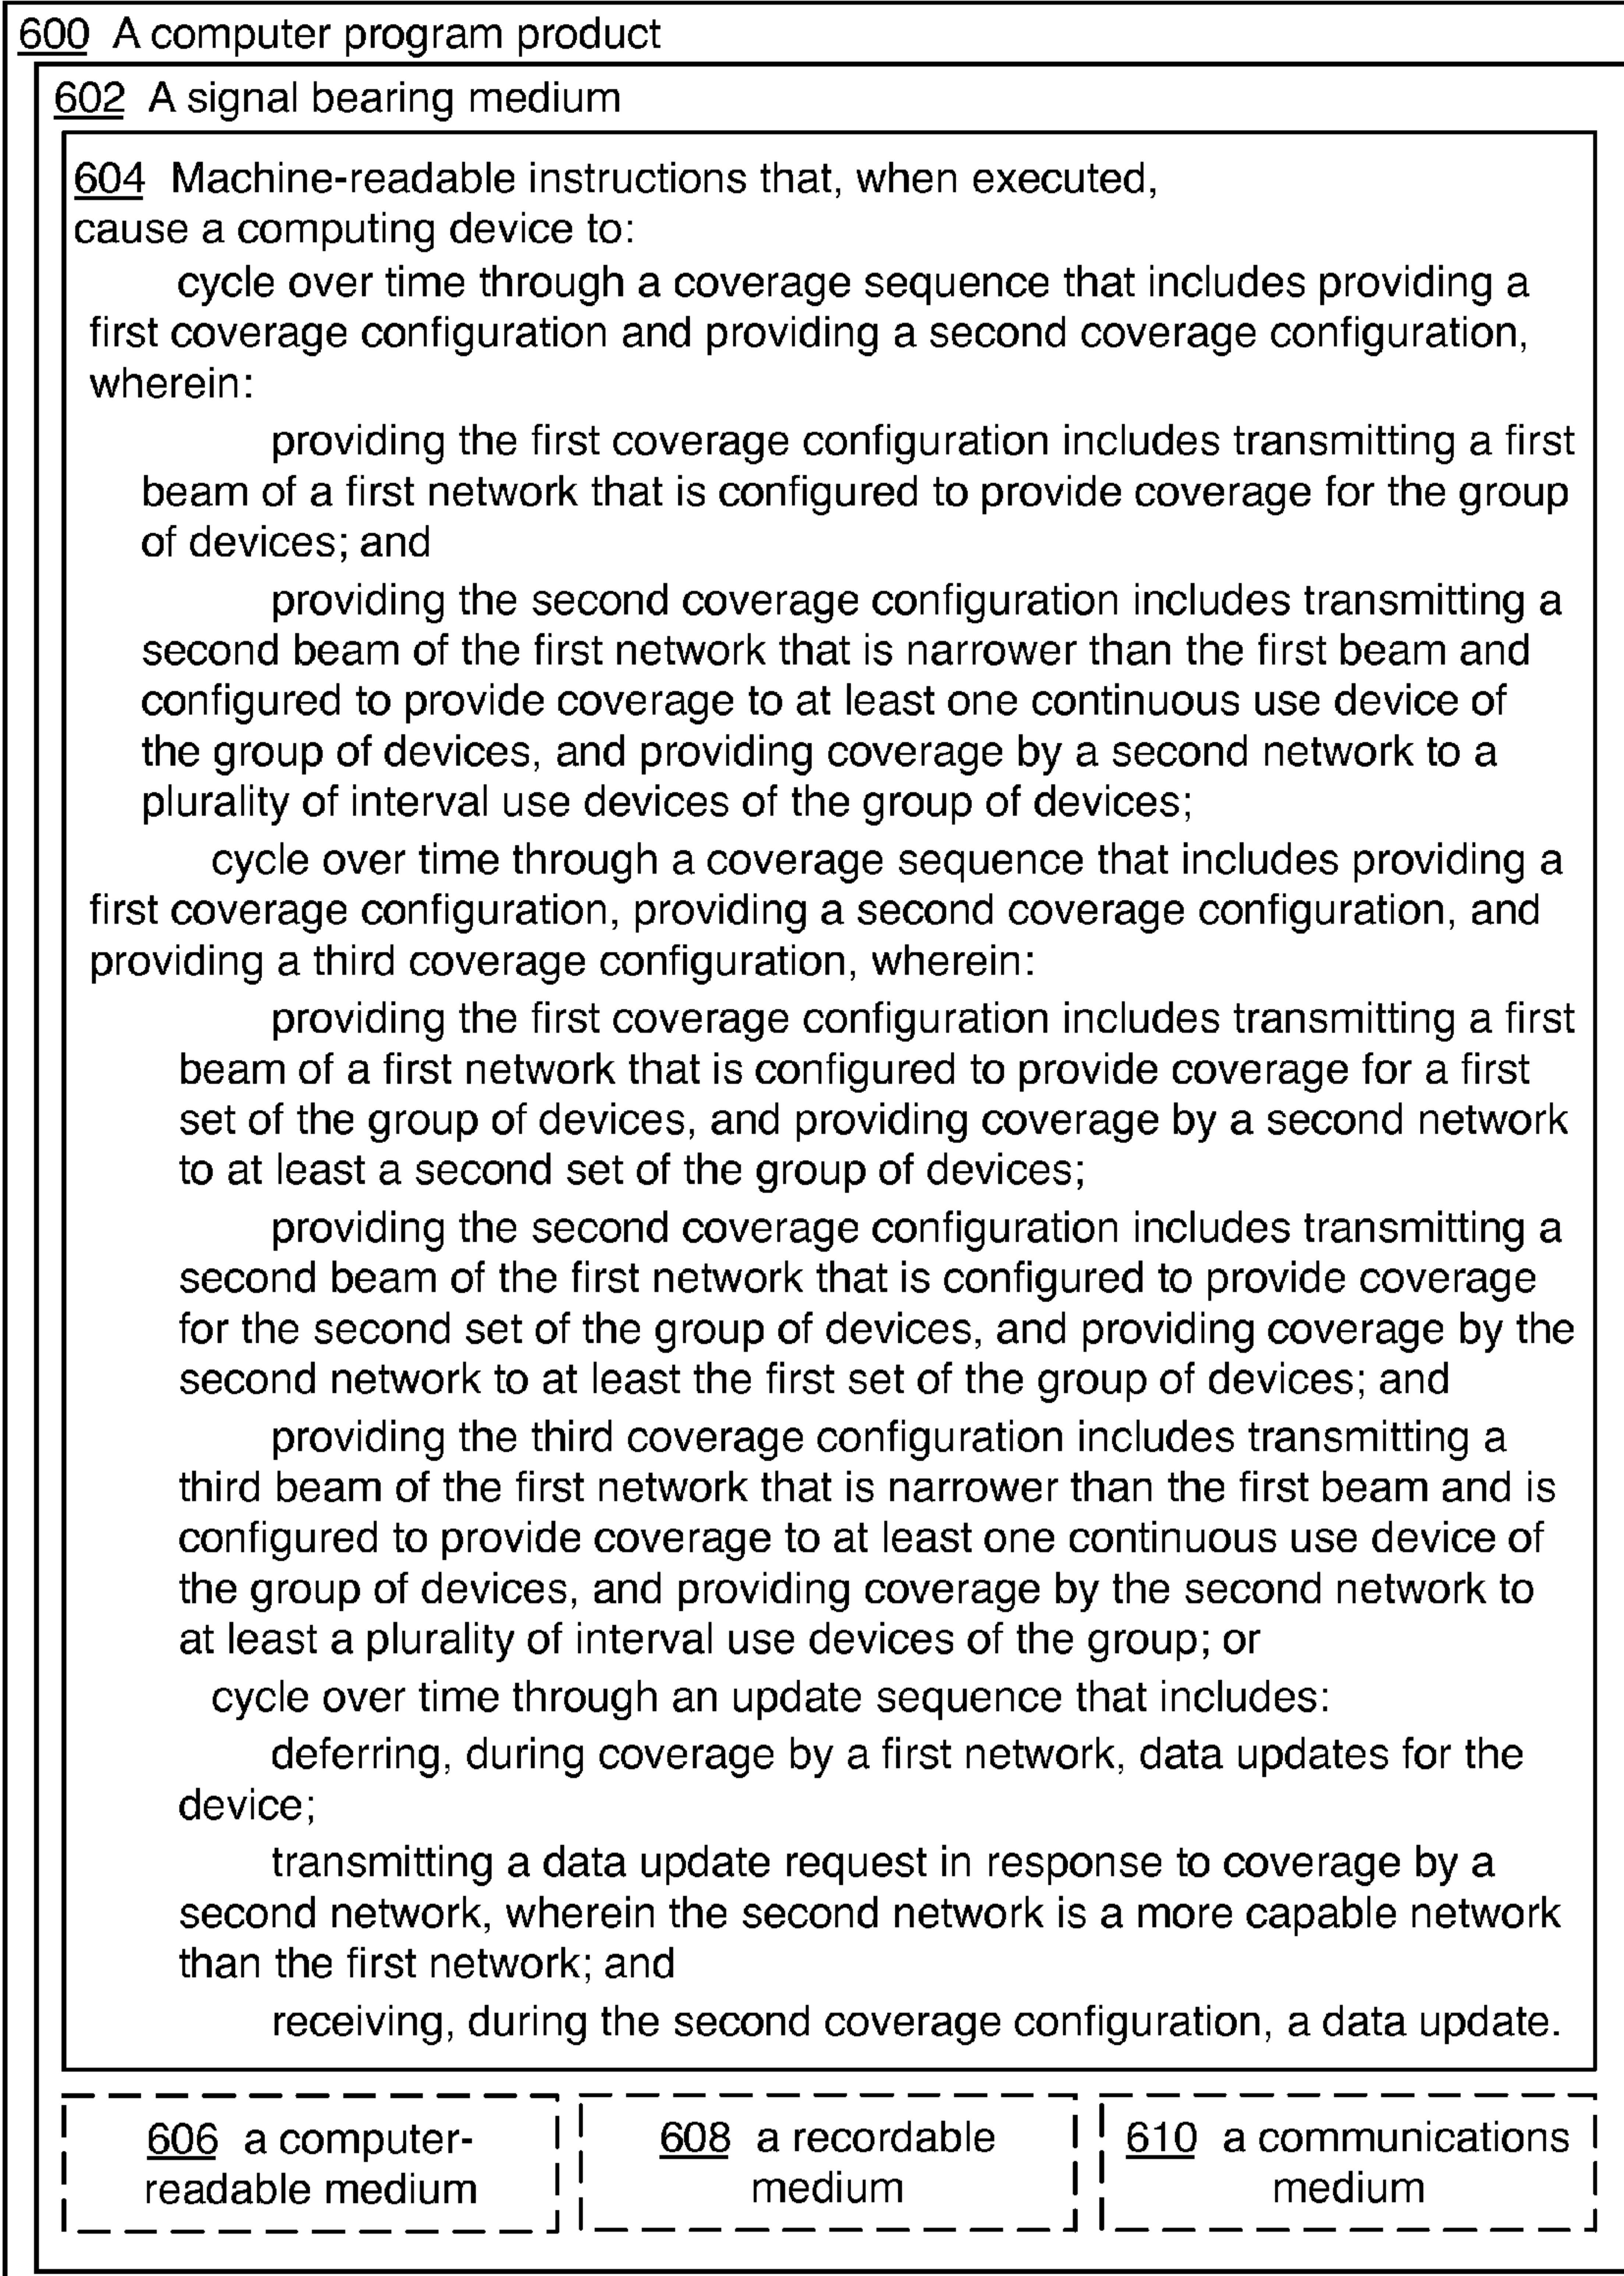 600 A computer program product
602 A signal bearing medium
604 Machine-readable instructions that, when executed,
cause a computing device to:
cycle over time through a coverage sequence that includes providing a
first coverage configuration and providing a second coverage configuration,
wherein:
providing the first coverage configuration includes transmitting a first
beam of a first network that is configured to provide coverage for the group
of devices; and
providing the second coverage configuration includes transmitting a
second beam of the first network that is narrower than the first beam and
configured to provide coverage to at least one continuous use device of
the group of devices, and providing coverage by a second network to a
plurality of interval use devices of the group of devices;
cycle over time through a coverage sequence that includes providing a
first coverage configuration, providing a second coverage configuration, and
providing a third coverage configuration, wherein:
providing the first coverage configuration includes transmitting a first
beam of a first network that is configured to provide coverage for a first
set of the group of devices, and providing coverage by a second network
to at least a second set of the group of devices;
providing the second coverage configuration includes transmitting a
second beam of the first network that is configured to provide coverage
for the second set of the group of devices, and providing coverage by the
second network to at least the first set of the group of devices; and
providing the third coverage configuration includes transmitting a
third beam of the first network that is narrower than the first beam and is
configured to provide coverage to at least one continuous use device of
the group of devices, and providing coverage by the second network to
at least a plurality of interval use devices of the group; or
cycle over time through an update sequence that includes:
deferring, during coverage by a first network, data updates for the
device;
transmitting a data update request in response to coverage by a
second network, wherein the second network is a more capable network
than the first network; and
receiving, during the second coverage configuration, a data update.
606 a computer-
readable medium
608 a recordable
medium
610 a communications
medium